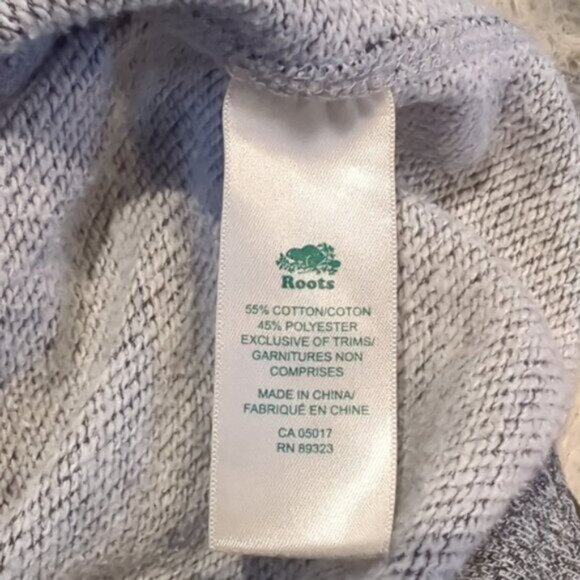 Roots
55% COTTON/COTON
45% POLYESTER
EXCLUSIVE OF TRIMS/
GARNITURES NON
COMPRISES
MADE IN CHINA/
FABRIQUÉ EN CHINE
CA 05017
RN 89323